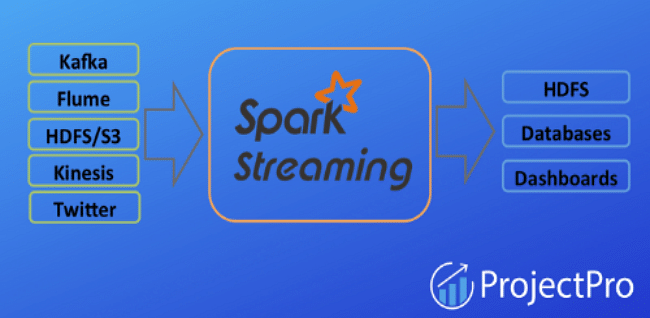 Kafka
Flume
HDFS/S3
Kinesis
Twitter
Spark
Streaming
HDFS
Databases
Dashboards
ProjectPro